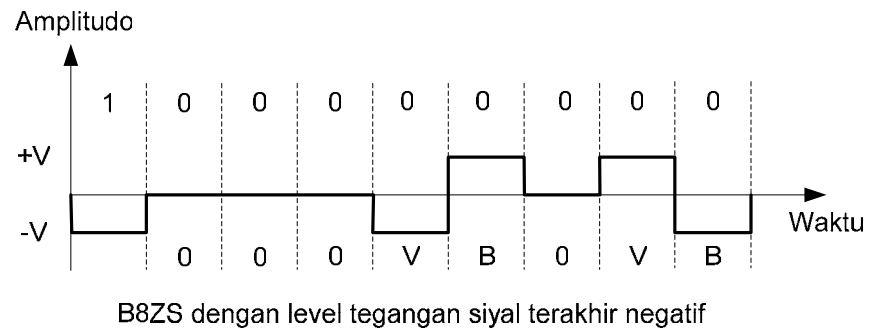 Amplitudo
1 0 0 0 0 0 0 0 0
+V
-V
Waktu
0 0 0 V B 0 V B
B8ZS dengan level tegangan siyal terakhir negatif